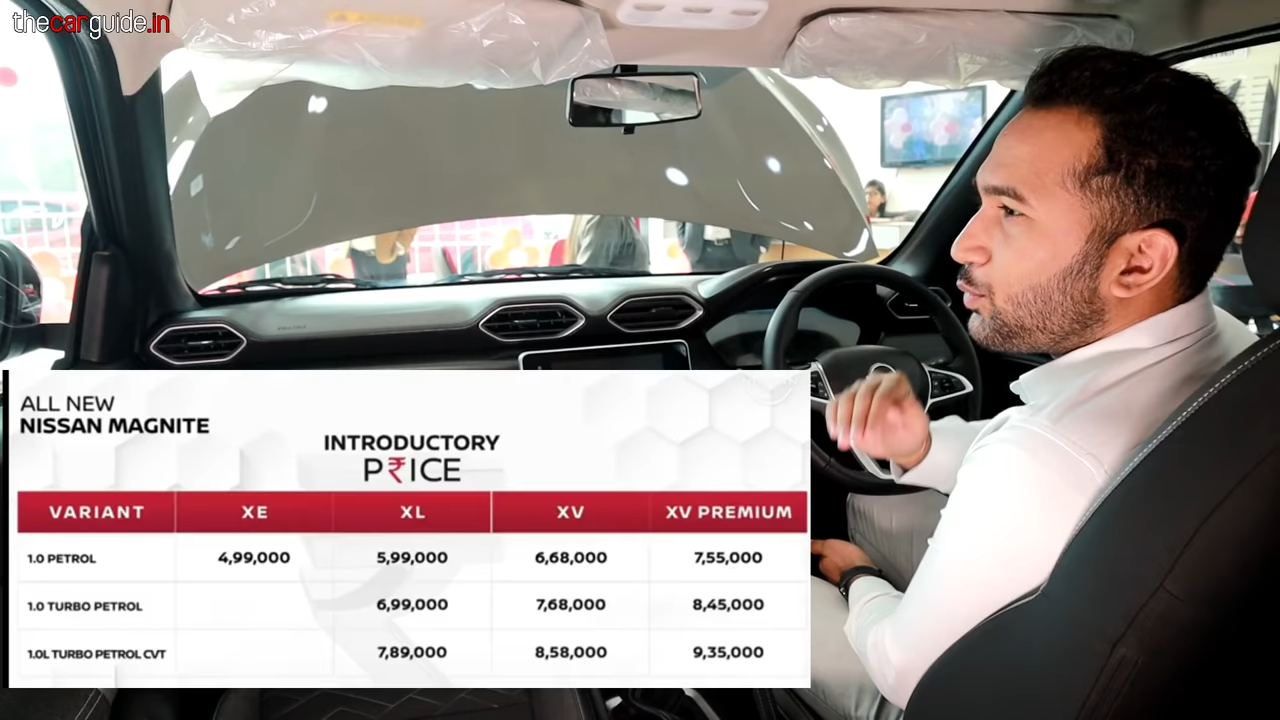 thecarguide.in
ALL NEW
NISSAN MAGNITE
INTRODUCTORY
P₹ICE
VARIANT XE XL XV XV PREMIUM
1.0 PETROL 4,99,000 5,99,000 6,68,000 7,55,000
1.0 TURBO PETROL 6,99,000 7,68,000 8,45,000
1.0L TURBO PETROL CVT 7,89,000 8,58,000 9,35,000